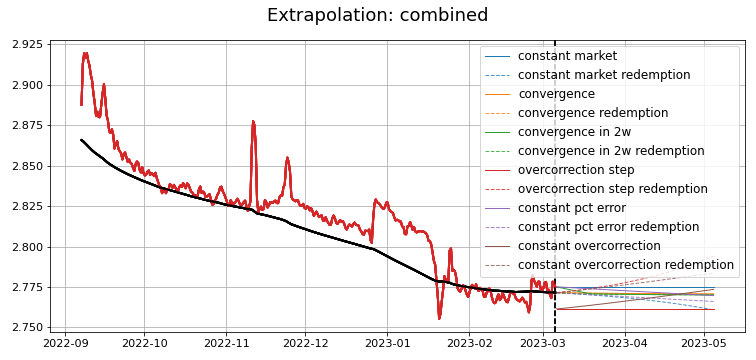 Extrapolation: combined
2.925
2.900
2.875
2.850
2.825
2.800
2.775
2.750
constant market
constant market redemption
convergence
convergence redemption
convergence in 2w
convergence in 2w redemption
overcorrection step
overcorrection step redemption
constant pct error
constant pct error redemption
constant overcorrection
constant overcorrection redemption
2022-09 2022-10 2022-11 2022-12 2023-01 2023-02 2023-03 2023-04 2023-05